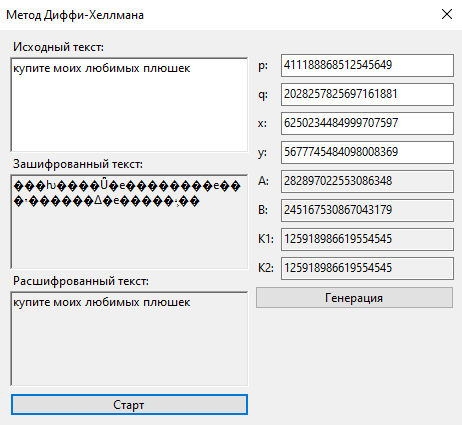 Метод Диффи-Хеллмана
Исходный текст:
купите моих любимых плюшек
Зашифрованный текст:
���ƕ����Ȗ�е��������е��
�י������Δ�е�����ޙ��
Расшифрованный текст:
купите моих любимых плюшек
Старт
p: 411188868512545649
q: 2028257825697161881
x: 6250234484999707597
y: 5677745484098008369
A: 282897022553086348
B: 245167530867043179
K1: 125918986619554545
K2: 125918986619554545
Генерация